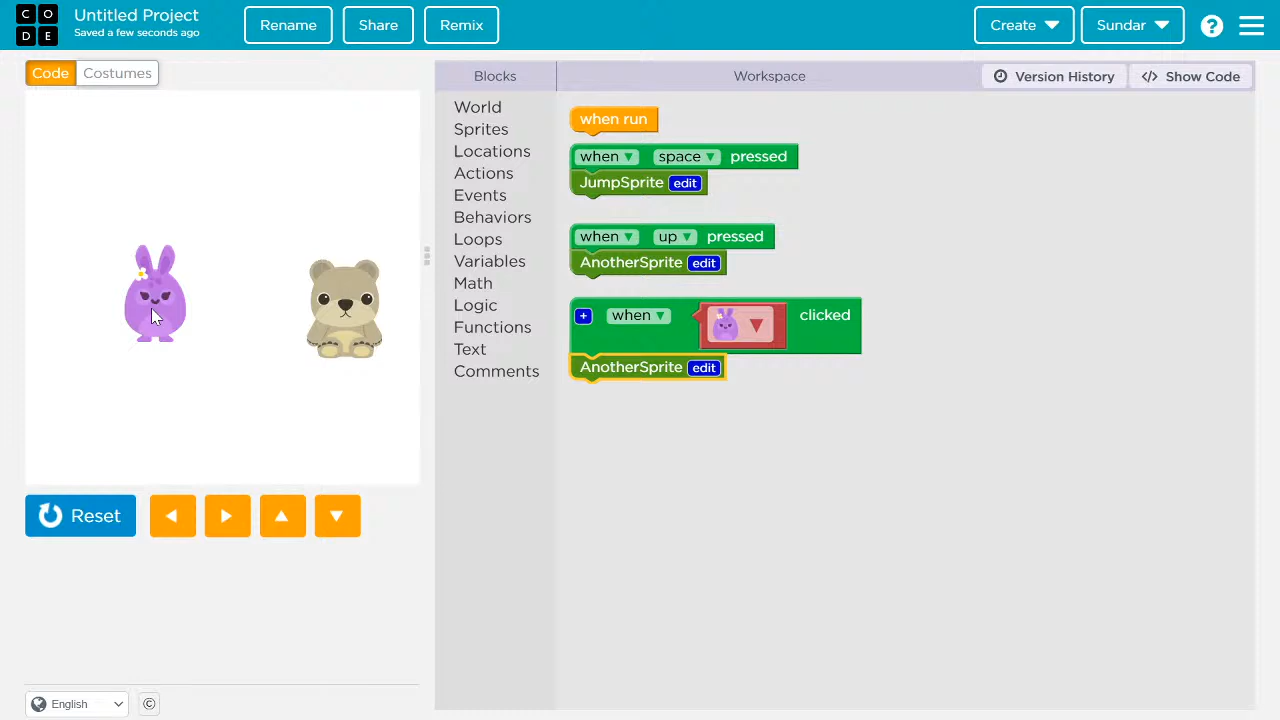 C O
D E
Untitled Project
Saved a few seconds ago
Rename
Share
Remix
Create
Sundar
?
Code
Costumes
Blocks
Workspace
Version History
</> Show Code
World
Sprites
Locations
Actions
Events
Behaviors
Loops
Variables
Math
Logic
Functions
Text
Comments
when run
when space pressed
JumpSprite edit
when up pressed
AnotherSprite edit
+ when clicked
AnotherSprite edit
Reset
English
©